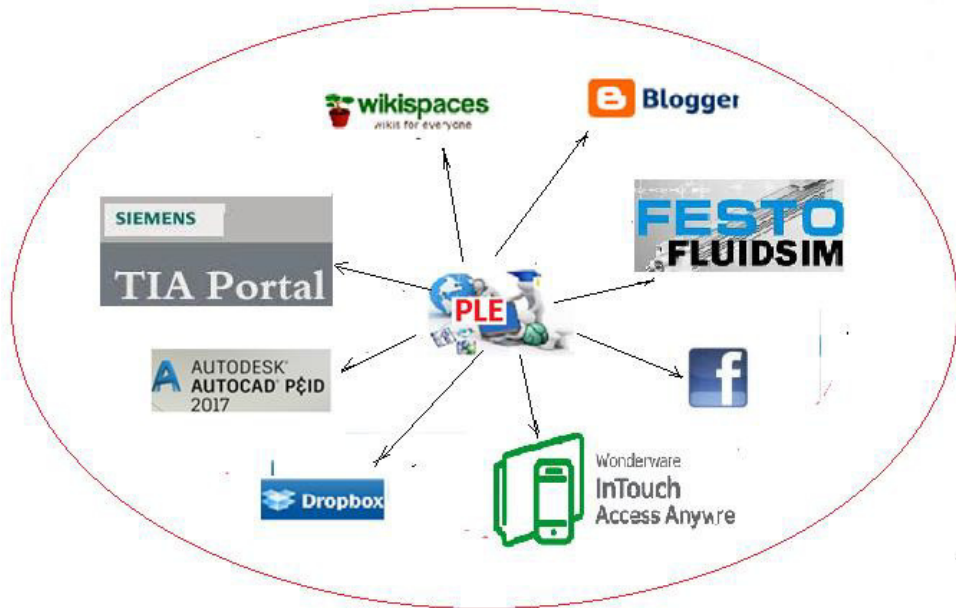 wikispaces
wikis for everyone
Blogger
SIEMENS
TIA Portal
FESTO
FLUIDSIM
PLE
AUTODESK®
AUTOCAD® P&ID
2017
f
Dropbox
Wonderware
InTouch
Access Anywre